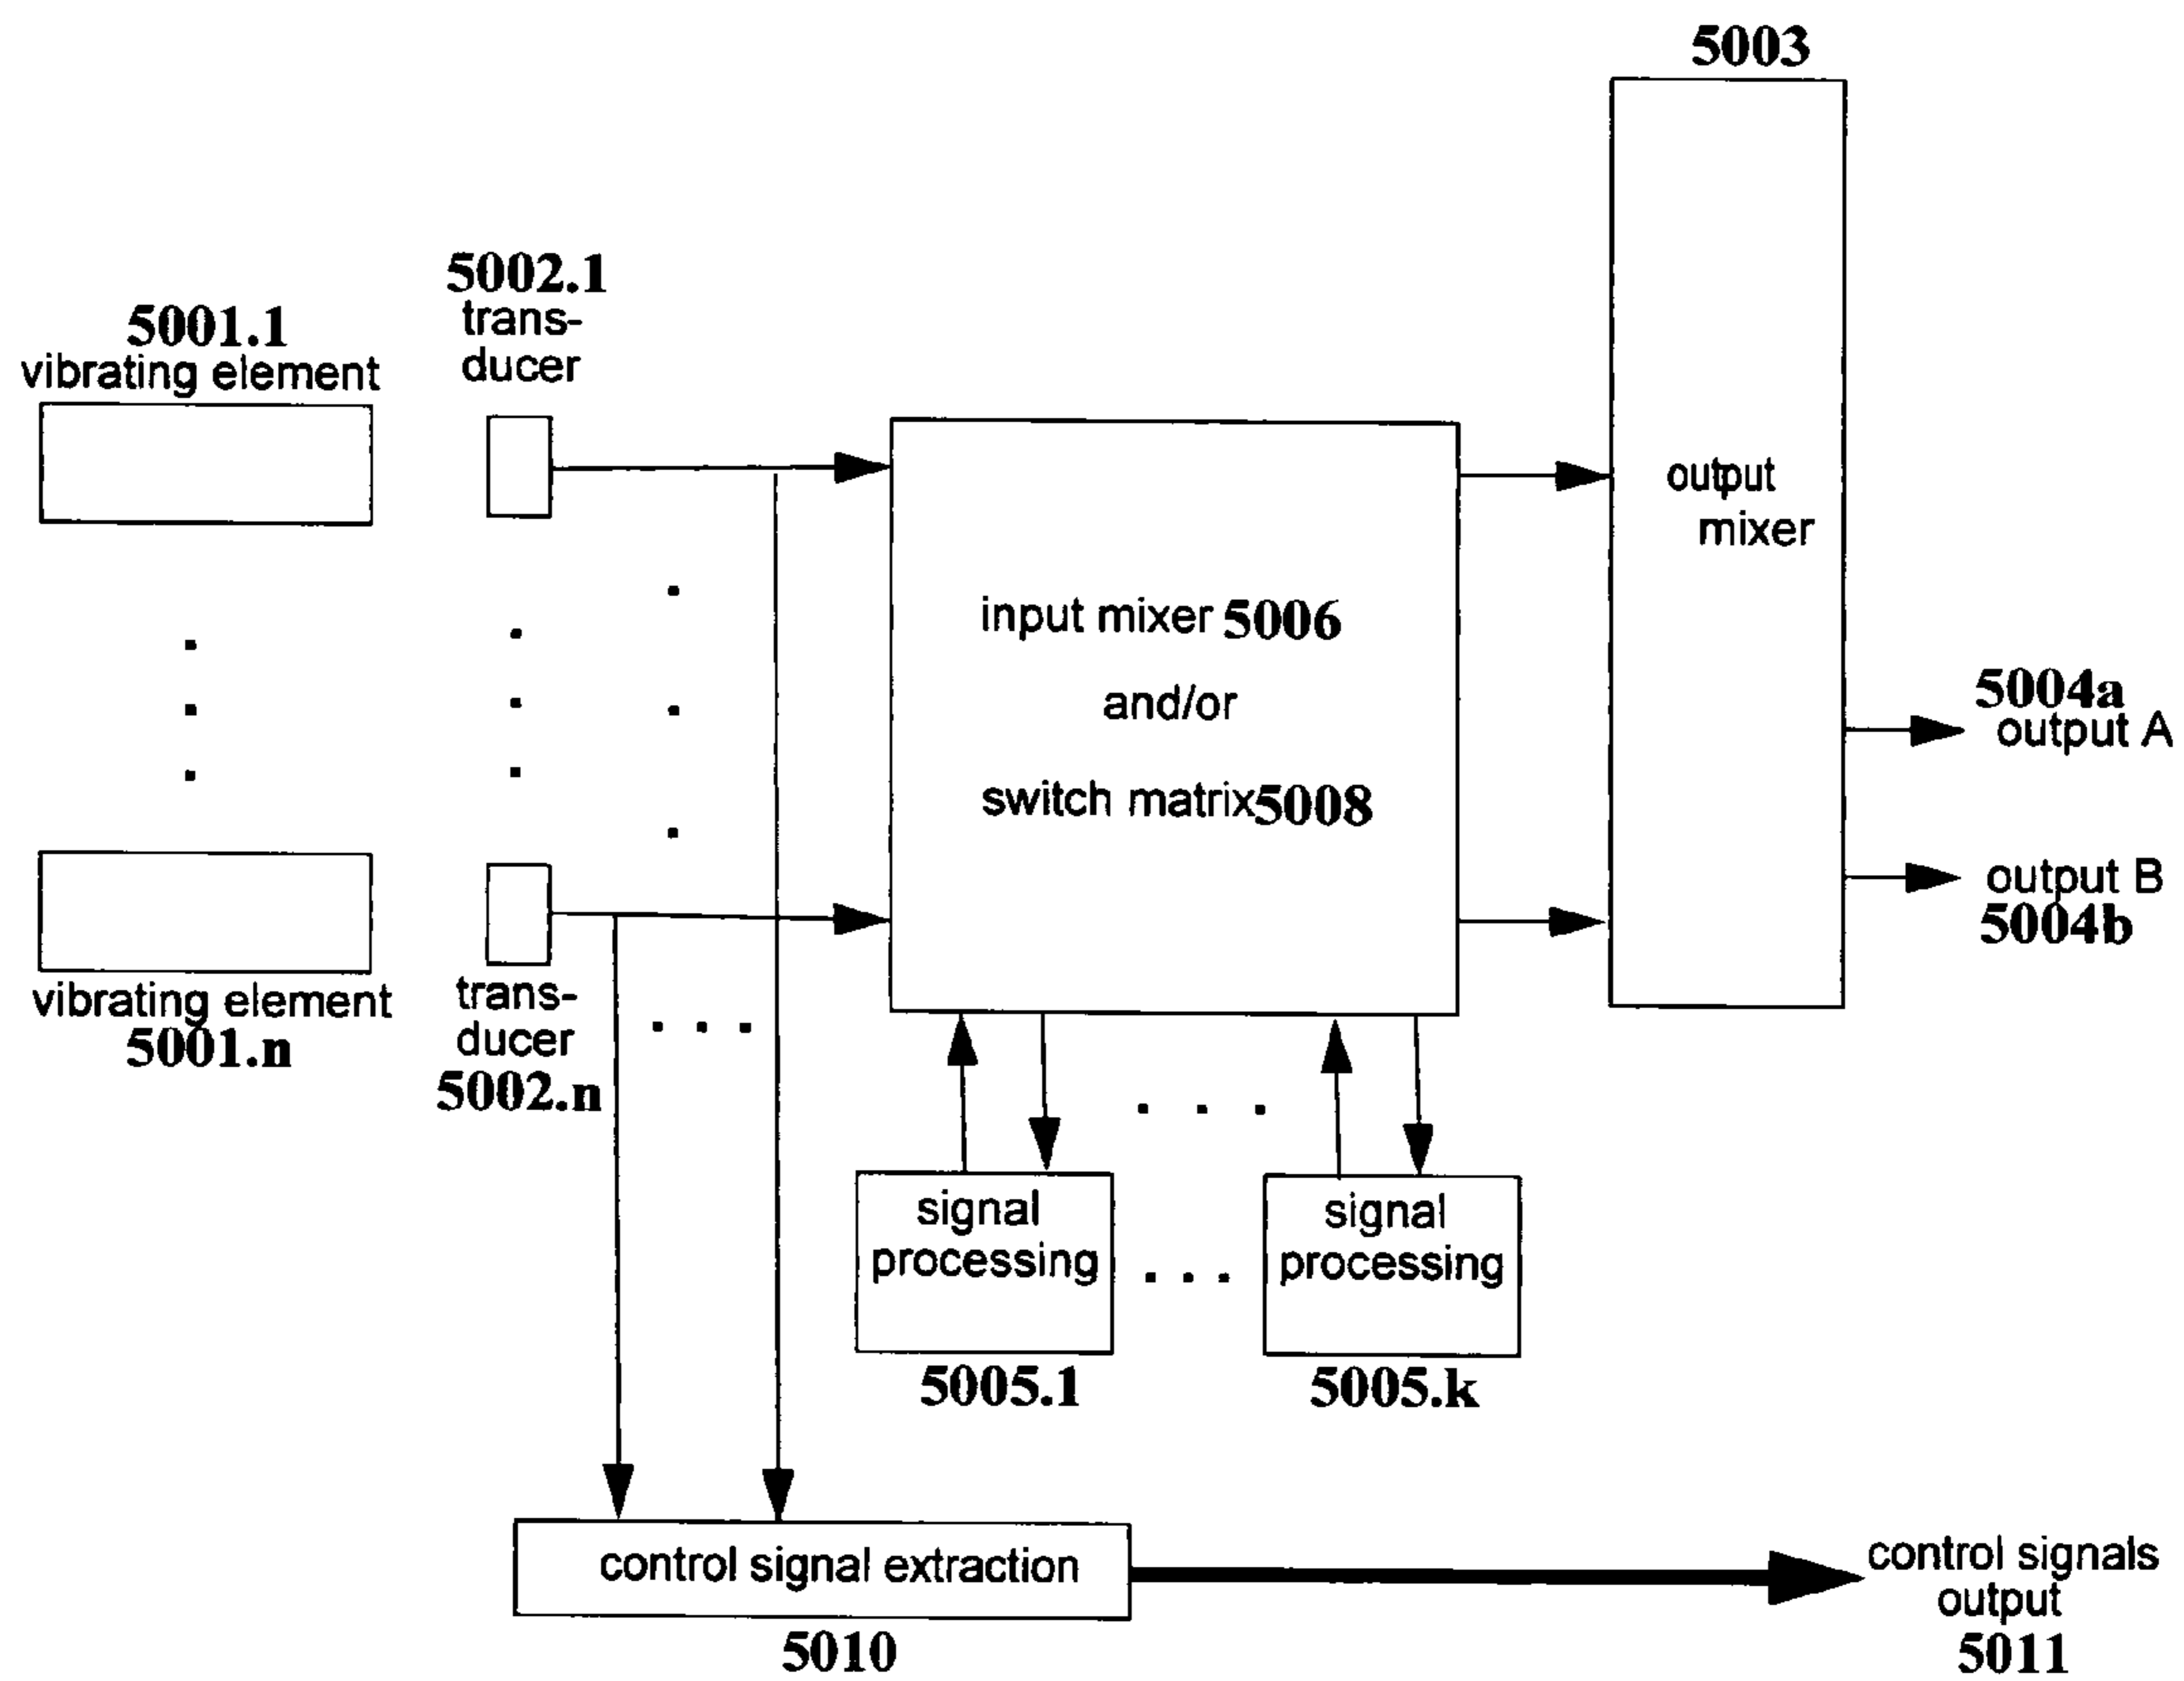 5003
5002.1
trans-
ducer
5001.1
vibrating element
output
mixer
input mixer 5006
and/or
switch matrix 5008
5004a
output A
output B
5004b
vibrating element
5001.n
trans-
ducer
5002.n
signal
processing
5005.1
signal
processing
5005.k
control signal extraction
5010
control signals
output
5011